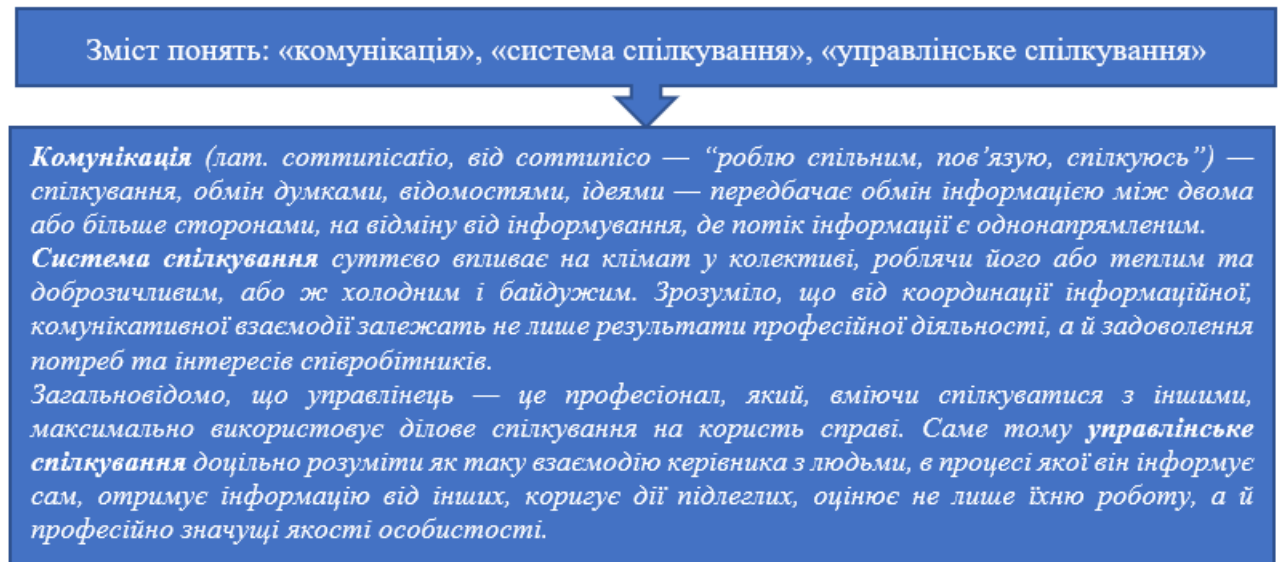 Зміст понять: «комунікація», «система спілкування», «управлінське спілкування»
Комунікація (лат. communicatio, від communico — “роблю спільним, пов’язую, спілкуюсь”) —
спілкування, обмін думками, відомостями, ідеями — передбачає обмін інформацією між двома
або більше сторонами, на відміну від інформування, де потік інформації є однонапрямленим.
Система спілкування суттєво впливає на клімат у колективі, роблячи його або теплим та
доброзичливим, або ж холодним і байдужим. Зрозуміло, що від координації інформаційної,
комунікативної взаємодії залежать не лише результати професійної діяльності, а й задоволення
потреб та інтересів співробітників.
Загальновідомо, що управлінець — це професіонал, який, вміючи спілкуватися з іншими,
максимально використовує ділове спілкування на користь справі. Саме тому управлінське
спілкування доцільно розуміти як таку взаємодію керівника з людьми, в процесі якої він інформує
сам, отримує інформацію від інших, коригує дії підлеглих, оцінює не лише їхню роботу, а й
професійно значущі якості особистості.